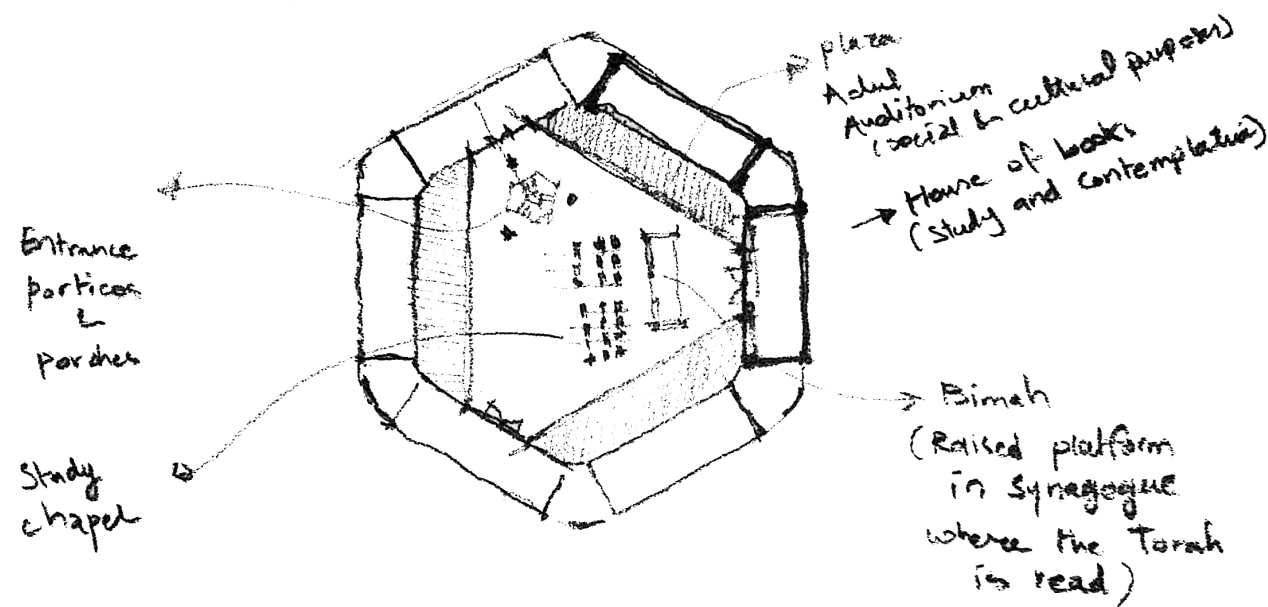 plaza
Auditorium
(social & cultural purposes)
House of books
(study and contemplation)
Entrance
porticos
&
porches
Study
chapel
Bimah
(Raised platform
in synagogue
where the Torah
is read)